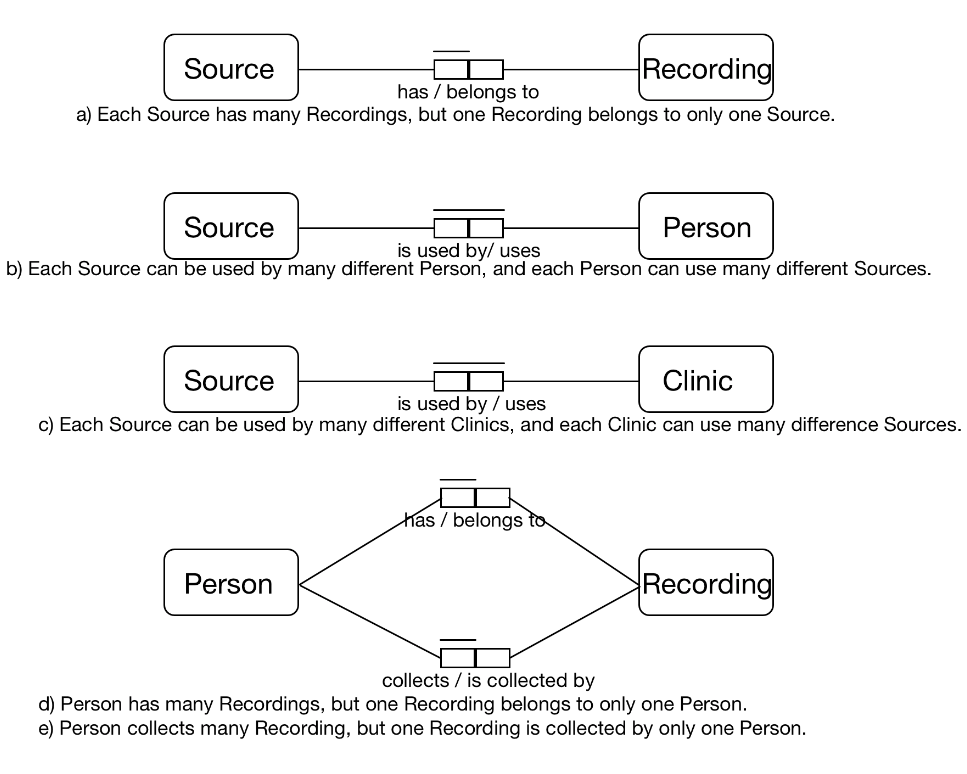 Source
Recording
has / belongs to
a) Each Source has many Recordings, but one Recording belongs to only one Source.
Source
Person
is used by/ uses
b) Each Source can be used by many different Person, and each Person can use many different Sources.
Source
Clinic
is used by / uses
c) Each Source can be used by many different Clinics, and each Clinic can use many difference Sources.
has / belongs to
Person
Recording
collects / is collected by
d) Person has many Recordings, but one Recording belongs to only one Person.
e) Person collects many Recording, but one Recording is collected by only one Person.